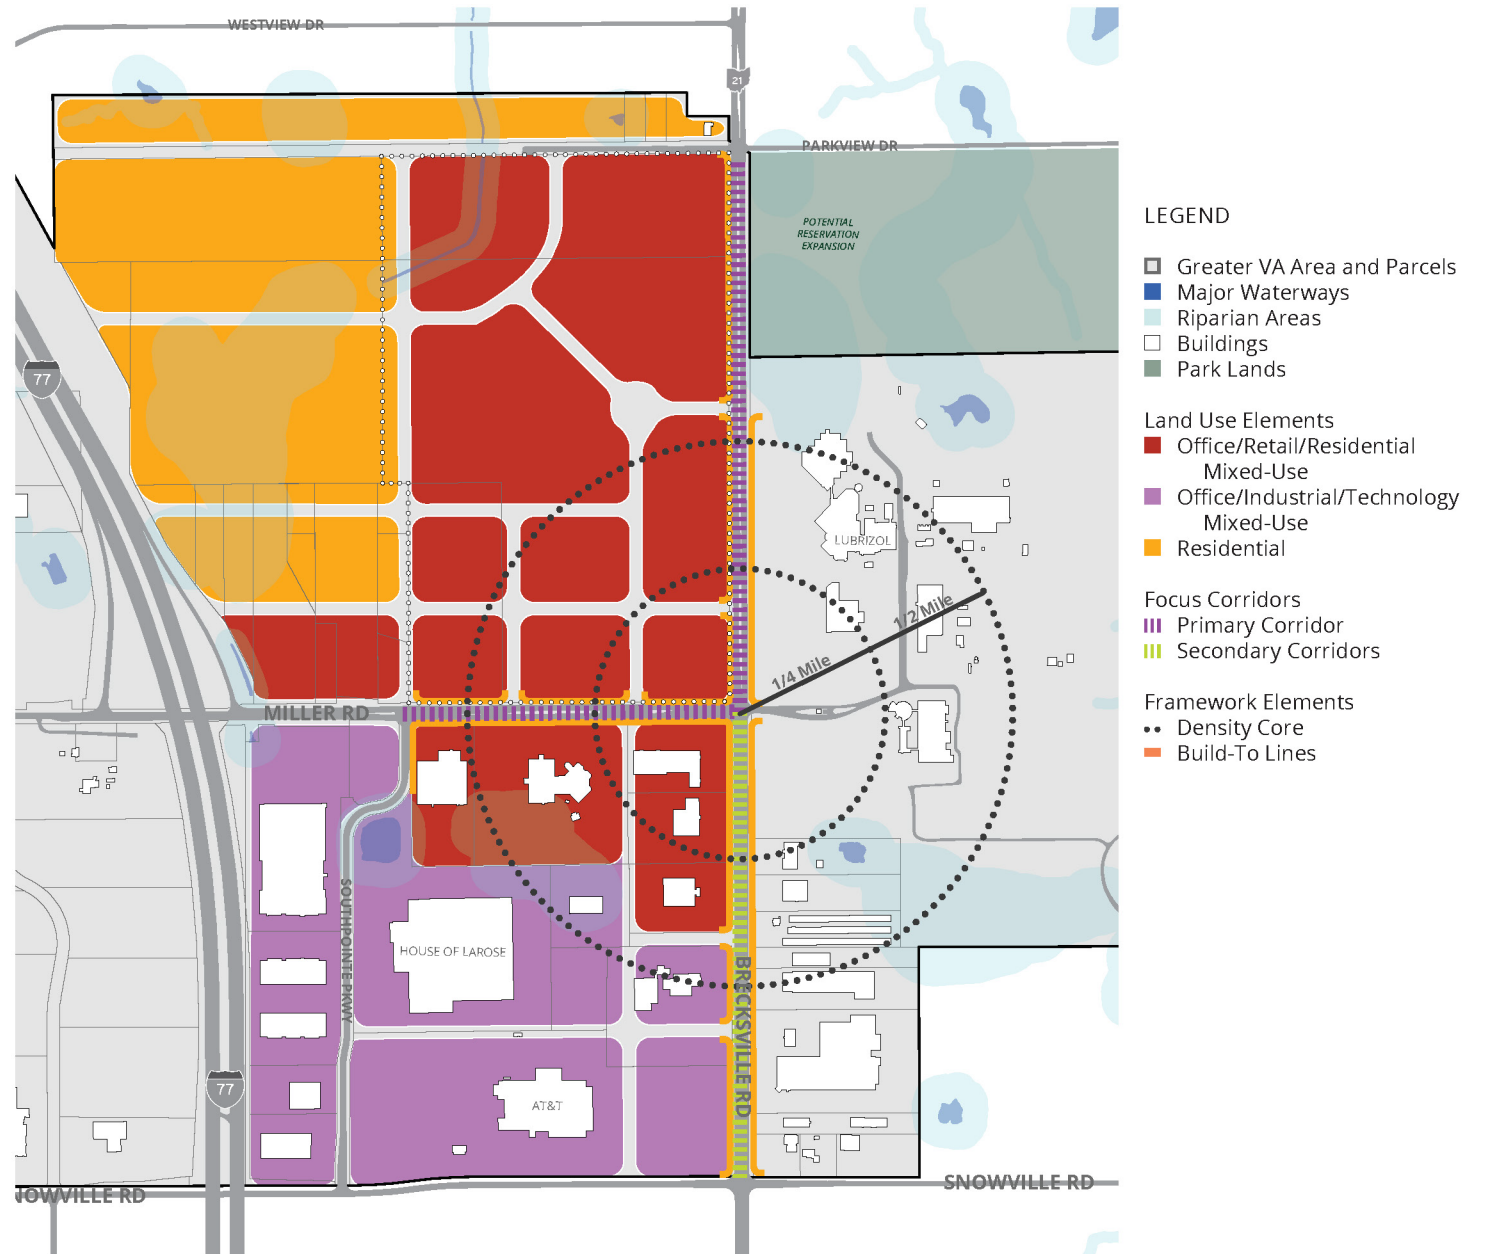 WESTVIEW DR
21
PARKVIEW DR
POTENTIAL
RESERVATION
EXPANSION
77
LUBRIZOL
1/2 Mile
1/4 Mile
MILLER RD
SOUTHPOINTE PKWY
HOUSE OF LAROSE
BRECKSVILLE RD
77
AT&T
NOWVILLE RD
SNOWVILLE RD
LEGEND
Greater VA Area and Parcels
Major Waterways
Riparian Areas
Buildings
Park Lands
Land Use Elements
Office/Retail/Residential
Mixed-Use
Office/Industrial/Technology
Mixed-Use
Residential
Focus Corridors
Primary Corridor
Secondary Corridors
Framework Elements
Density Core
Build-To Lines